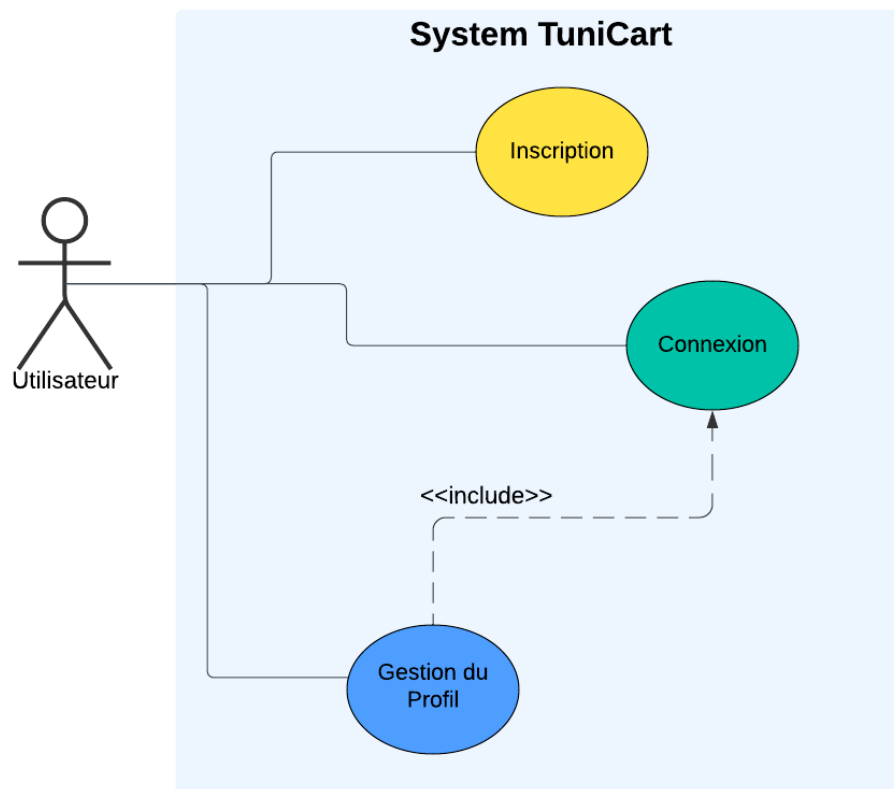 System TuniCart
Inscription
Utilisateur
Connexion
<<include>>
Gestion du
Profil